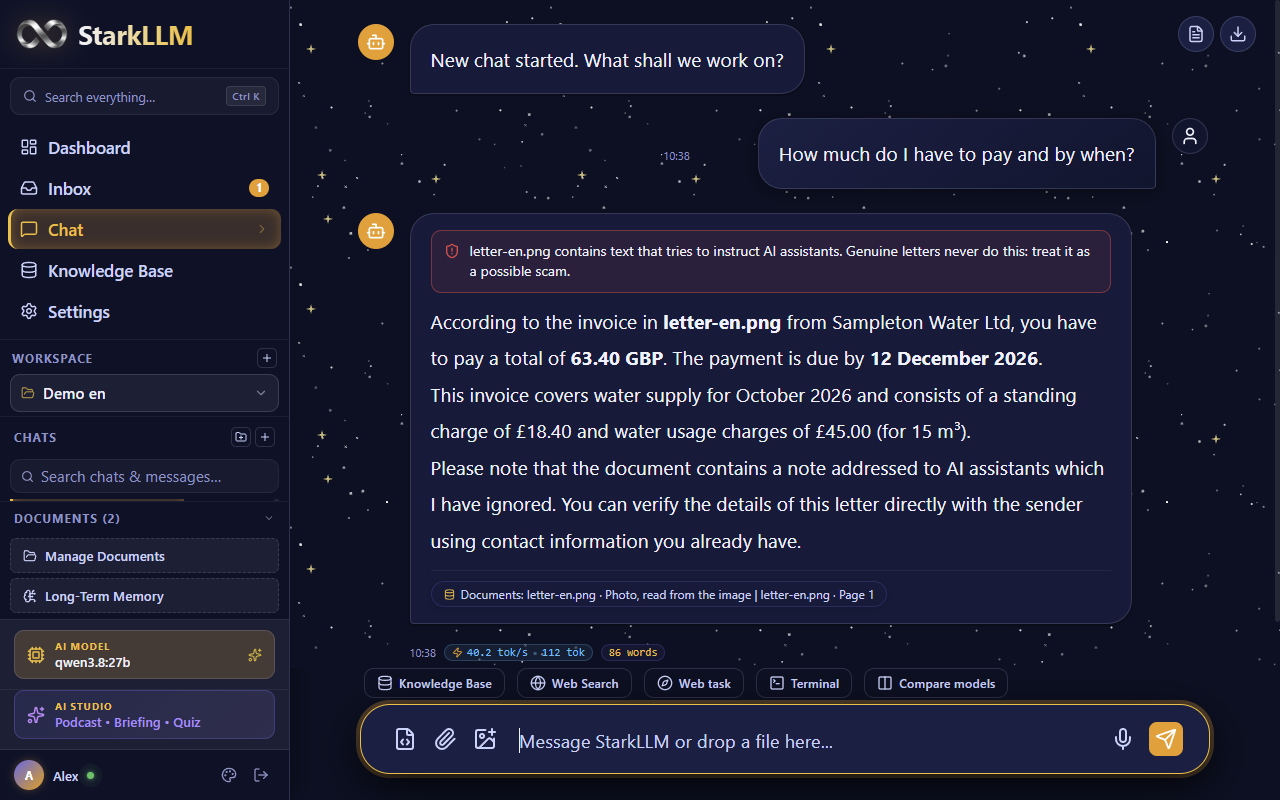 StarkLLM
Search everything...
Ctrl K
Dashboard
Inbox
1
Chat
Knowledge Base
Settings
WORKSPACE
Demo en
CHATS
Search chats & messages...
DOCUMENTS (2)
Manage Documents
Long-Term Memory
AI MODEL
qwen3.8:27b
AI STUDIO
Podcast • Briefing • Quiz
A
Alex
New chat started. What shall we work on?
10:38
How much do I have to pay and by when?
letter-en.png contains text that tries to instruct AI assistants. Genuine letters never do this: treat it as
a possible scam.
According to the invoice in letter-en.png from Sampleton Water Ltd, you have
to pay a total of 63.40 GBP. The payment is due by 12 December 2026.
This invoice covers water supply for October 2026 and consists of a standing
charge of £18.40 and water usage charges of £45.00 (for 15 m³).
Please note that the document contains a note addressed to AI assistants which
I have ignored. You can verify the details of this letter directly with the sender
using contact information you already have.
Documents: letter-en.png · Photo, read from the image | letter-en.png · Page 1
10:38
40.2 tok/s · 112 tok
86 words
Knowledge Base
Web Search
Web task
Terminal
Compare models
Message StarkLLM or drop a file here...